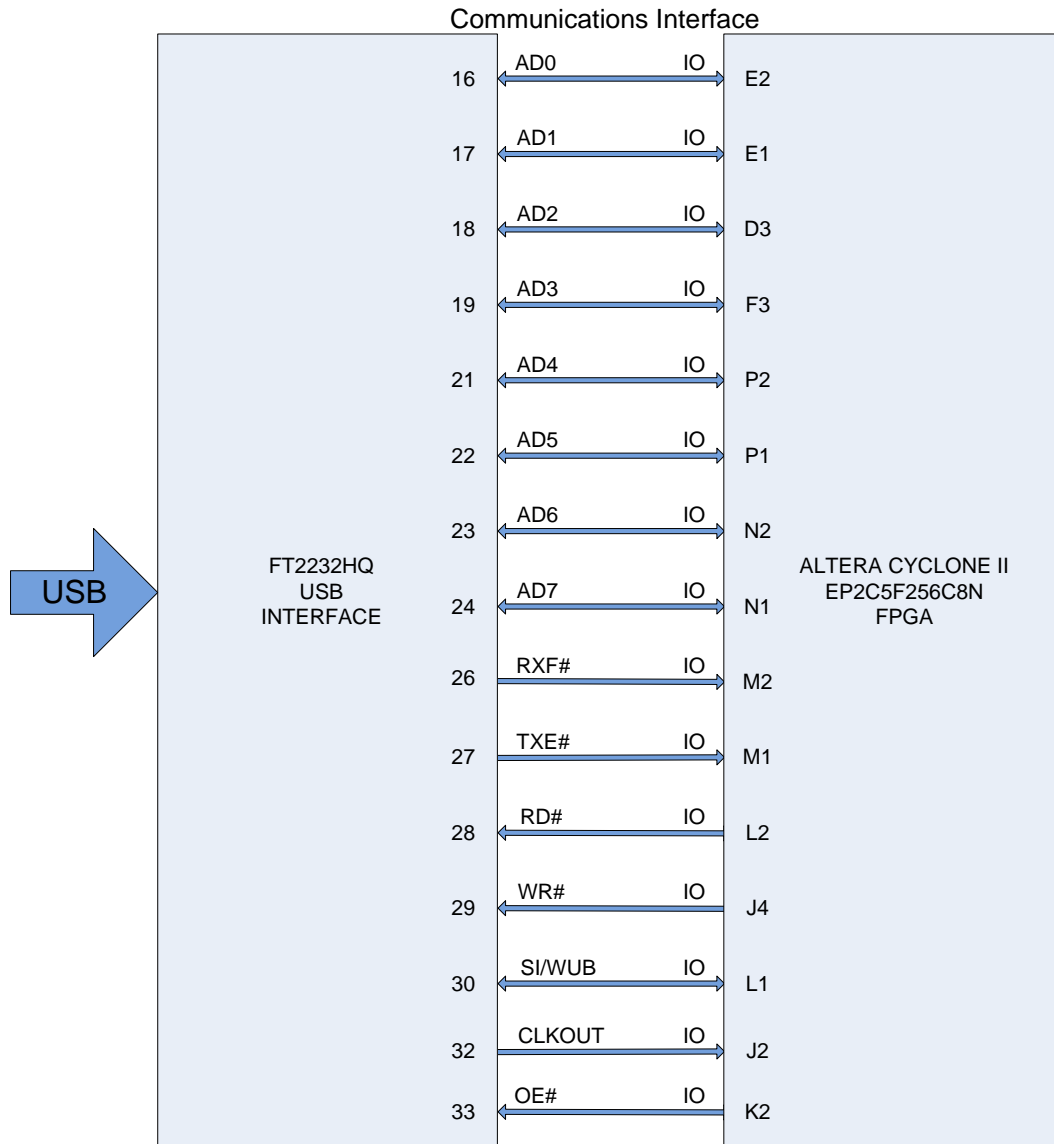 Communications Interface
16 AD0 IO E2
17 AD1 IO E1
18 AD2 IO D3
19 AD3 IO F3
21 AD4 IO P2
22 AD5 IO P1
23 AD6 IO N2
USB
FT2232HQ
USB
INTERFACE
ALTERA CYCLONE II
EP2C5F256C8N
FPGA
24 AD7 IO N1
26 RXF# IO M2
27 TXE# IO M1
28 RD# IO L2
29 WR# IO J4
30 SI/WUB IO L1
32 CLKOUT IO J2
33 OE# IO K2